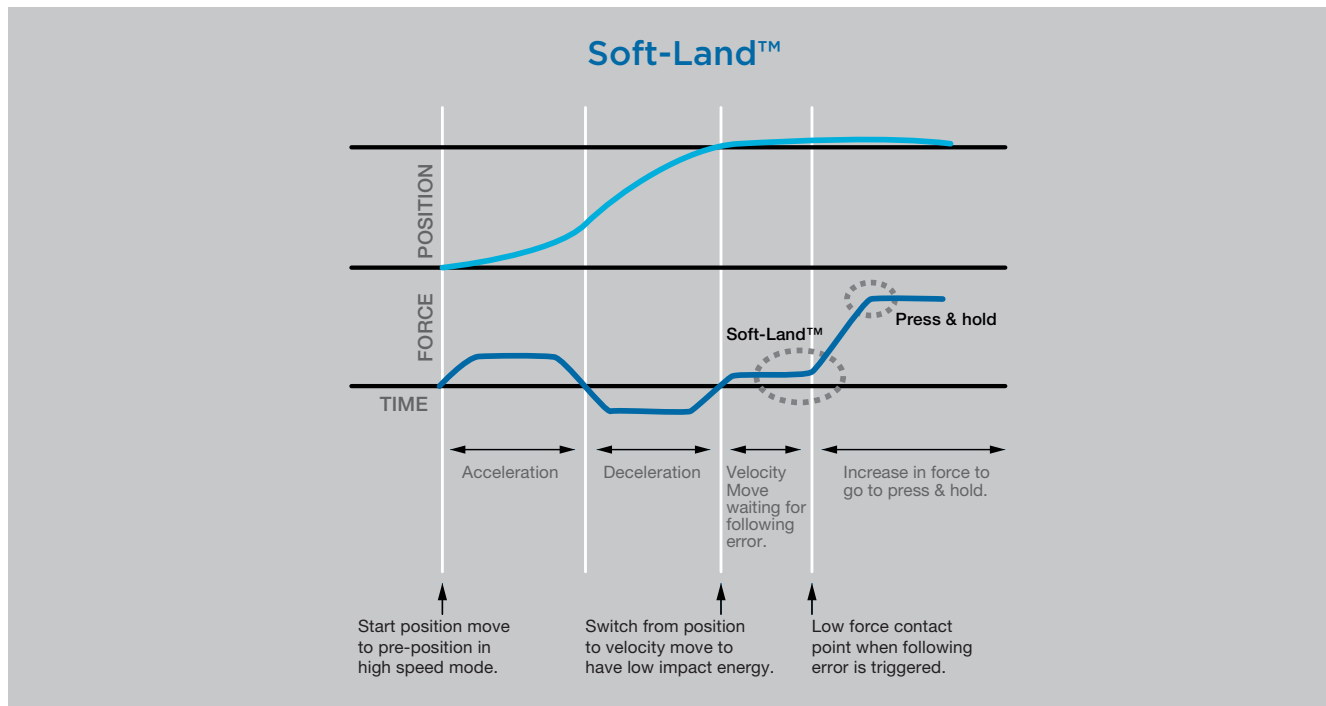 Soft-Land™
POSITION
FORCE
Soft-Land™
Press & hold
TIME
Acceleration
Deceleration
Velocity
Move
waiting for
following
error.
Increase in force to
go to press & hold.
Start position move
to pre-position in
high speed mode.
Switch from position
to velocity move to
have low impact energy.
Low force contact
point when following
error is triggered.